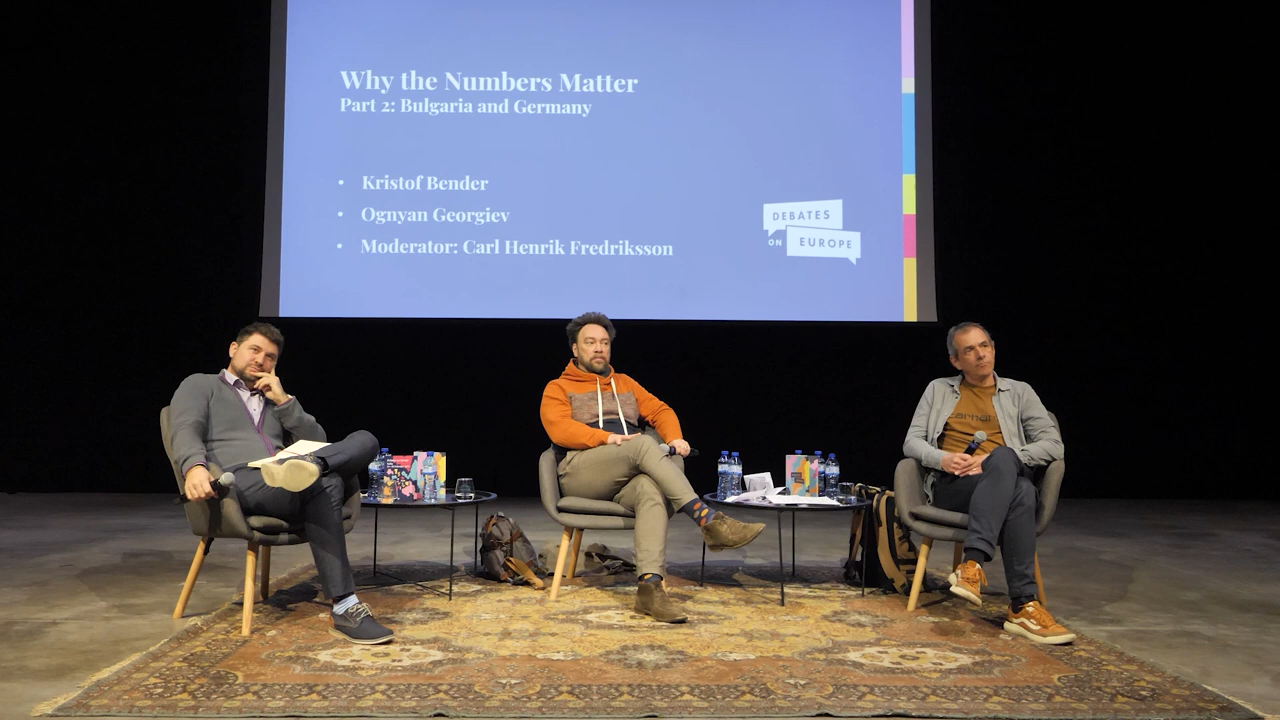 Why the Numbers Matter
Part 2: Bulgaria and Germany
• Kristof Bender
• Ognyan Georgiev
• Moderator: Carl Henrik Fredriksson
DEBATES
ON EUROPE
carhar